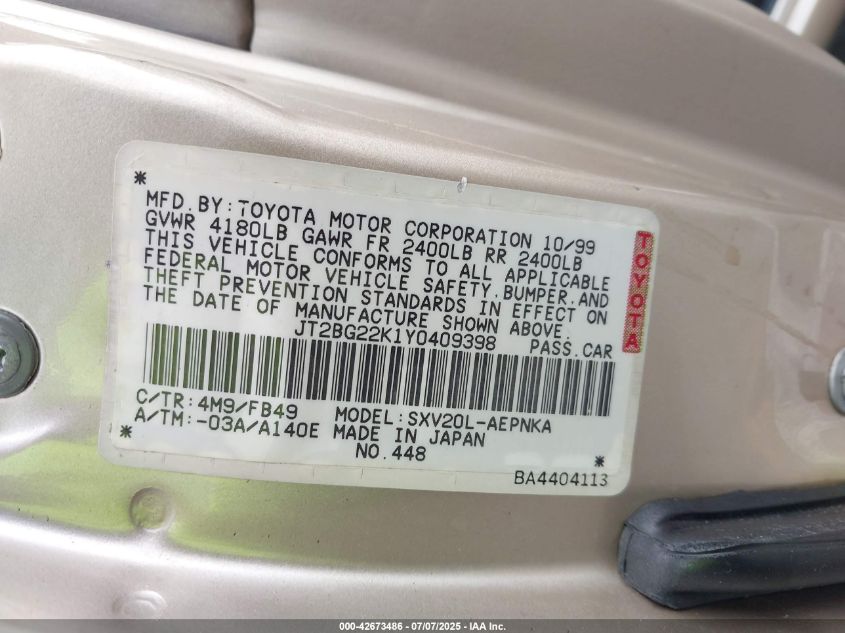 *
MFD.BY:TOYOTA MOTOR CORPORATION 10/99
GVWR 4180LB GAWR FR 2400LB RR 2400LB
THIS VEHICLE CONFORMS TO ALL APPLICABLE
FEDERAL MOTOR VEHICLE SAFETY,BUMPER,AND
THEFT PREVENTION STANDARDS IN EFFECT ON
THE DATE OF MANUFACTURE SHOWN ABOVE.
JT2BG22K1Y0409398 PASS.CAR
TOYOTA
C/TR:4M9/FB49 MODEL:SXV20L-AEPNKA
A/TM:-03A/A140E MADE IN JAPAN
* NO.448 *
BA4404113
000-42673486 - 07/07/2025 - IAA Inc.